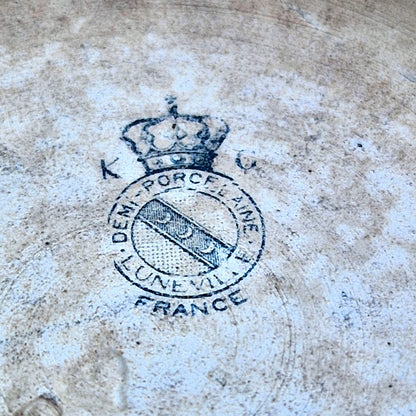 K G
DEMI-PORCELAINE
LUNEVILLE
FRANCE